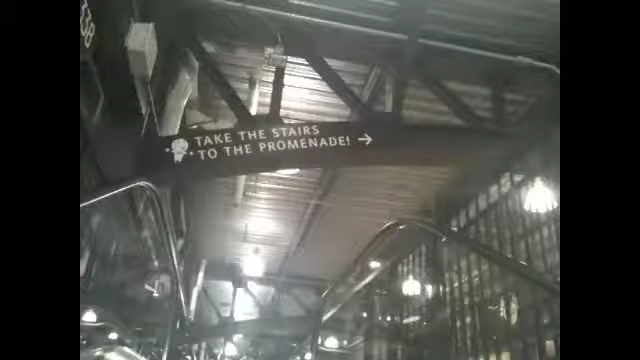 TAKE THE STAIRS
TO THE PROMENADE! →